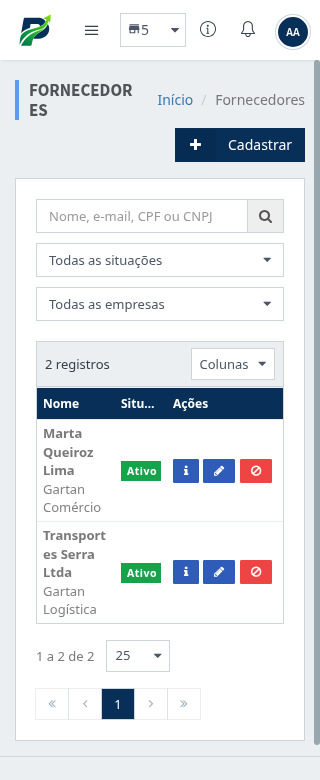 5
AA
FORNECEDOR
ES
Início / Fornecedores
Cadastrar
Nome, e-mail, CPF ou CNPJ
Todas as situações
Todas as empresas
2 registros
Colunas
Nome Situ... Ações
Marta
Queiroz
Lima
Gartan
Comércio
Ativo
Transport
es Serra
Ltda
Gartan
Logística
Ativo
1 a 2 de 2
25
« ‹ 1 › »